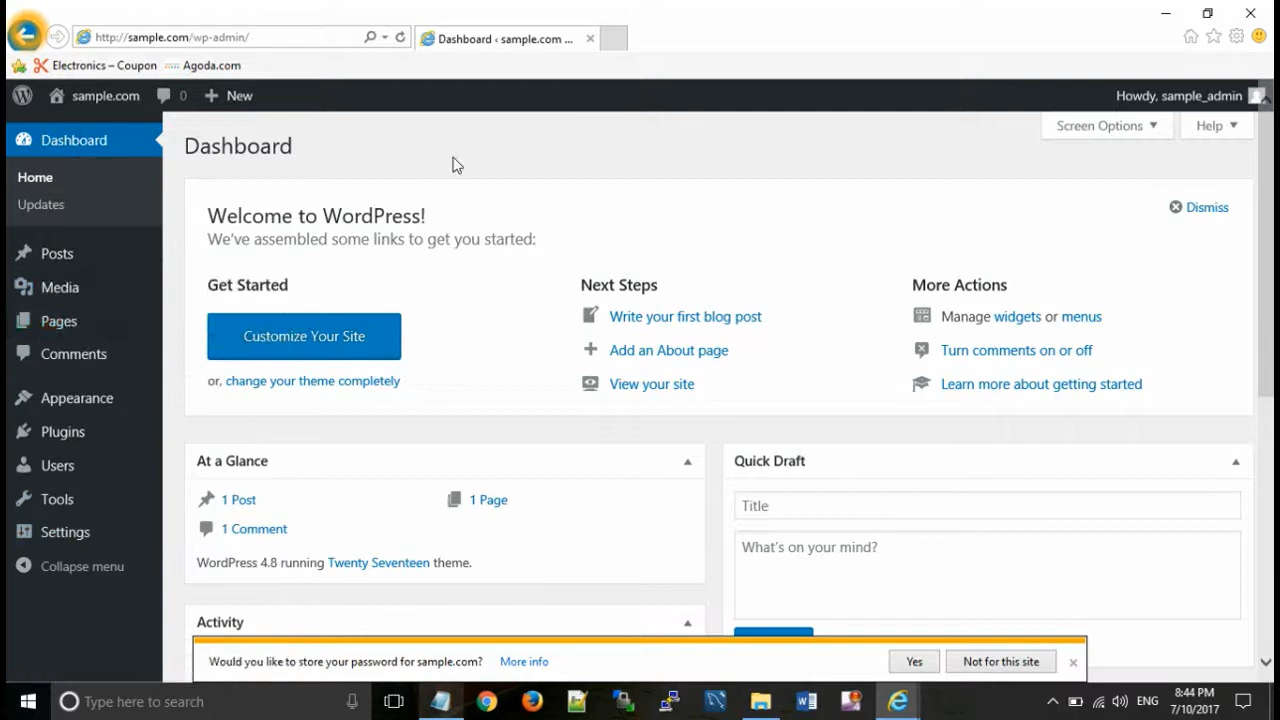 http://sample.com/wp-admin/
Dashboard ‹ sample.com ...
Electronics – Coupon
Agoda.com
sample.com
0
New
Howdy, sample_admin
Dashboard
Home
Updates
Posts
Media
Pages
Comments
Appearance
Plugins
Users
Tools
Settings
Collapse menu
Dashboard
Screen Options
Help
Welcome to WordPress!
We've assembled some links to get you started:
Dismiss
Get Started
Customize Your Site
or, change your theme completely
Next Steps
Write your first blog post
Add an About page
View your site
More Actions
Manage widgets or menus
Turn comments on or off
Learn more about getting started
At a Glance
1 Post
1 Page
1 Comment
WordPress 4.8 running Twenty Seventeen theme.
Activity
Quick Draft
Title
What's on your mind?
Would you like to store your password for sample.com?
More info
Yes
Not for this site
Type here to search
ENG
8:44 PM
7/10/2017